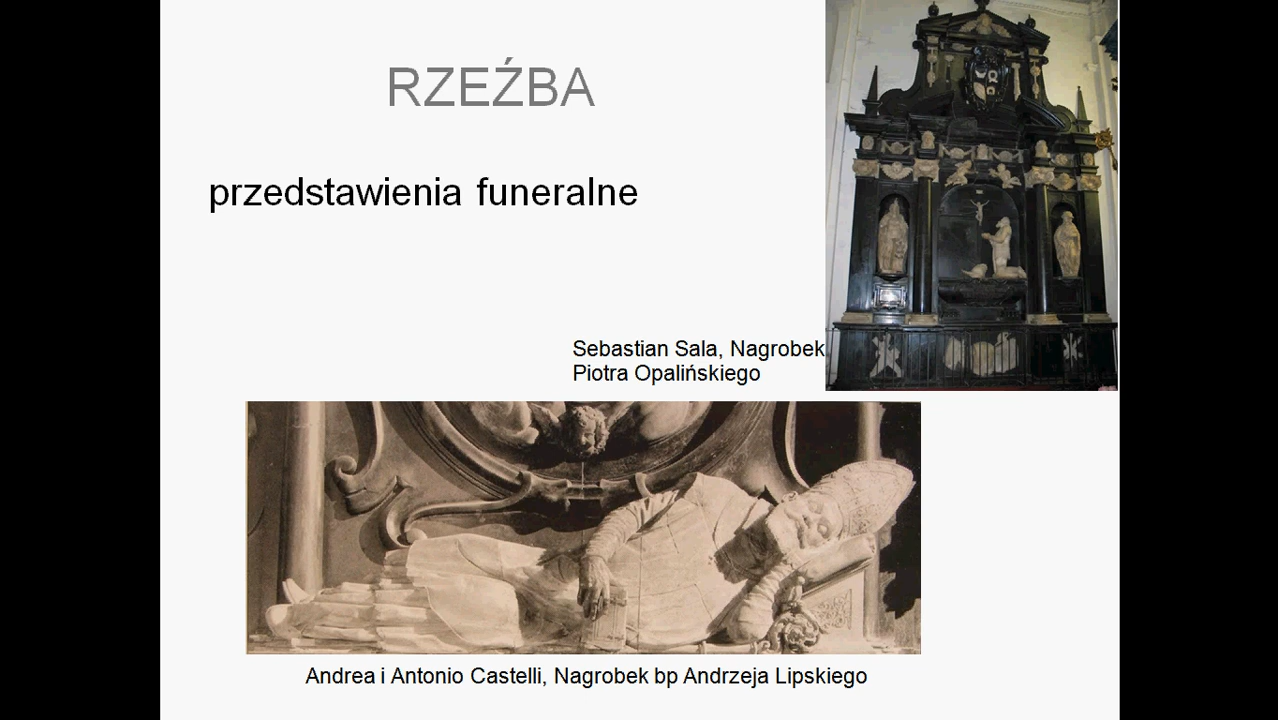 RZEŹBA
przedstawienia funeralne
Sebastian Sala, Nagrobek
Piotra Opalińskiego
Andrea i Antonio Castelli, Nagrobek bp Andrzeja Lipskiego